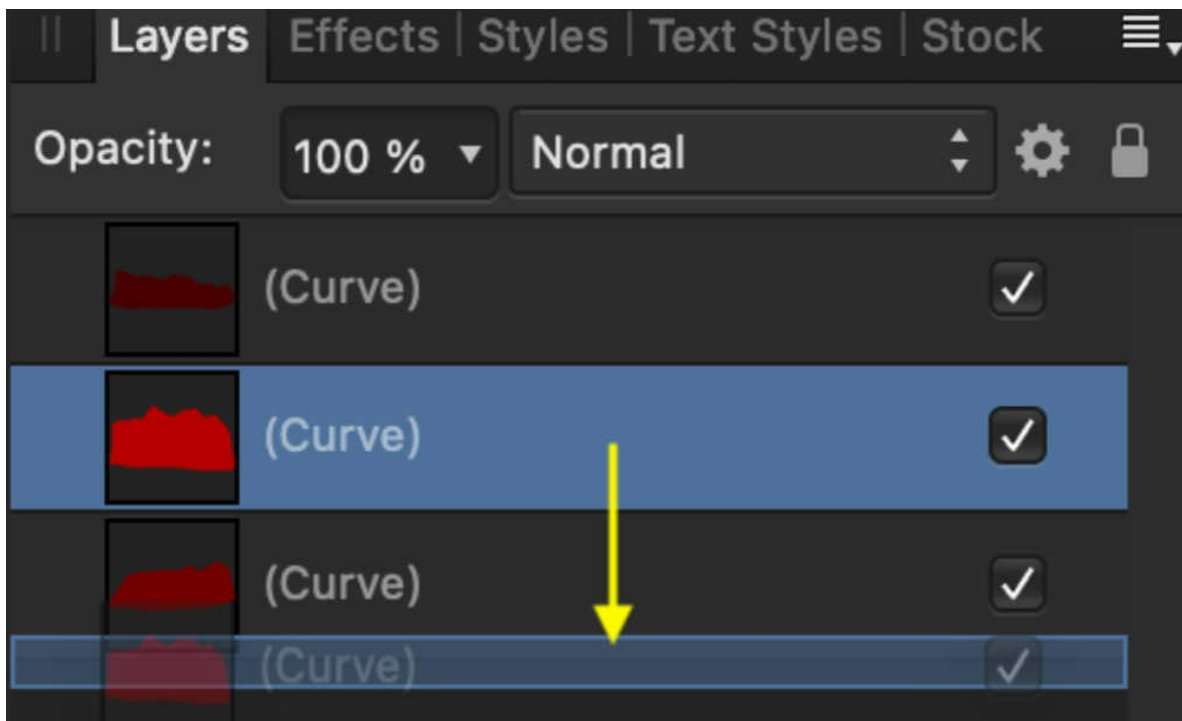 Layers Effects | Styles | Text Styles | Stock
Opacity: 100 % Normal
(Curve)
(Curve)
(Curve)
(Curve)